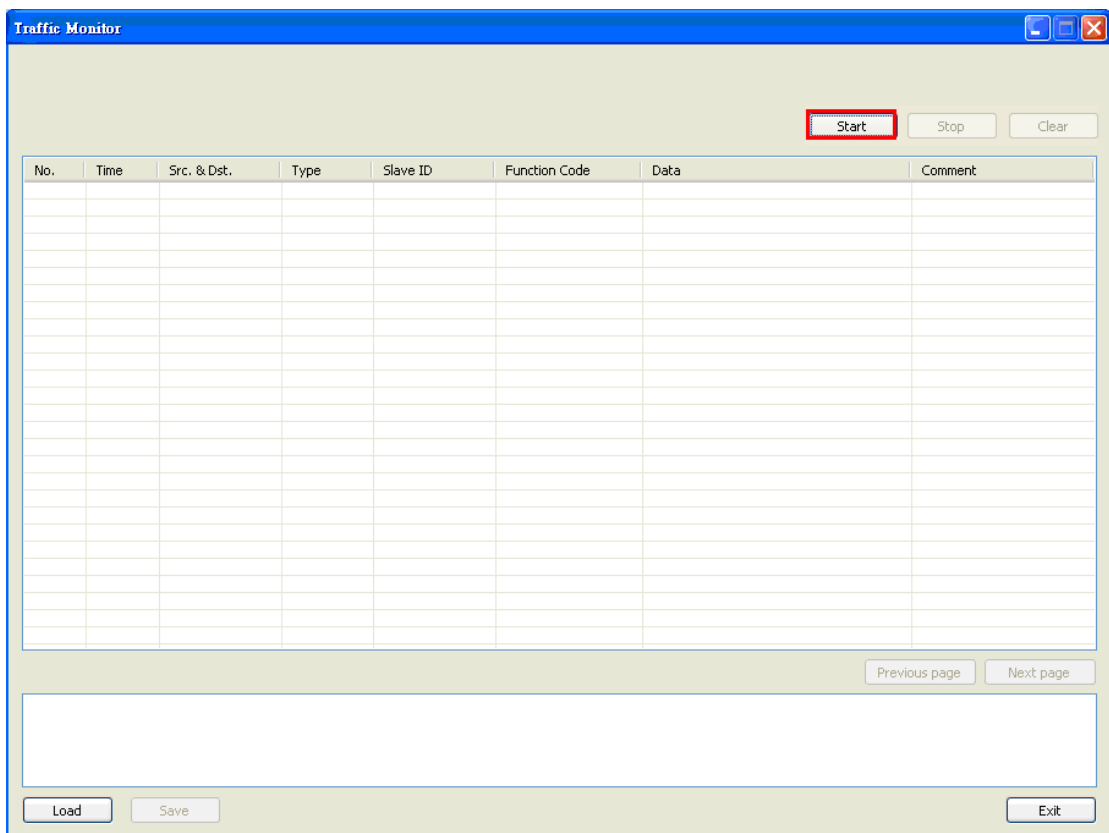 Traffic Monitor
Start Stop Clear
No. Time Src. & Dst. Type Slave ID Function Code Data Comment
Previous page Next page
Load Save Exit